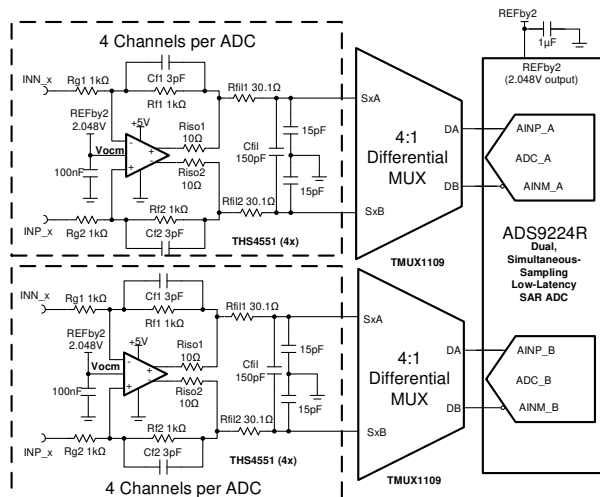 REFby2
1µF
4 Channels per ADC
Cf1 3pF
INN_x
Rg1 1kΩ
Rf1 1kΩ
REFby2
2.048V
+5V
Vocm
Riso1
10Ω
Riso2
10Ω
100nF
Rfil1 30.1Ω
Cfil
150pF
15pF
15pF
Rf2 1kΩ
Rfil2 30.1Ω
INP_x
Rg2 1kΩ
Cf2 3pF
THS4551 (4x)
SxA
SxB
4:1
Differential
MUX
DA
DB
TMUX1109
REFby2
(2.048V output)
AINP_A
ADC_A
AINM_A
ADS9224R
Dual,
Simultaneous-
Sampling
Low-Latency
SAR ADC
INN_x
Rg1 1kΩ
Cf1 3pF
Rf1 1kΩ
REFby2
2.048V
+5V
Vocm
Riso1
10Ω
Riso2
10Ω
100nF
Rfil1 30.1Ω
Cfil
150pF
15pF
15pF
Rf2 1kΩ
Rfil2 30.1Ω
INP_x
Rg2 1kΩ
Cf2 3pF
THS4551 (4x)
4 Channels per ADC
SxA
SxB
4:1
Differential
MUX
DA
DB
TMUX1109
AINP_B
ADC_B
AINM_B